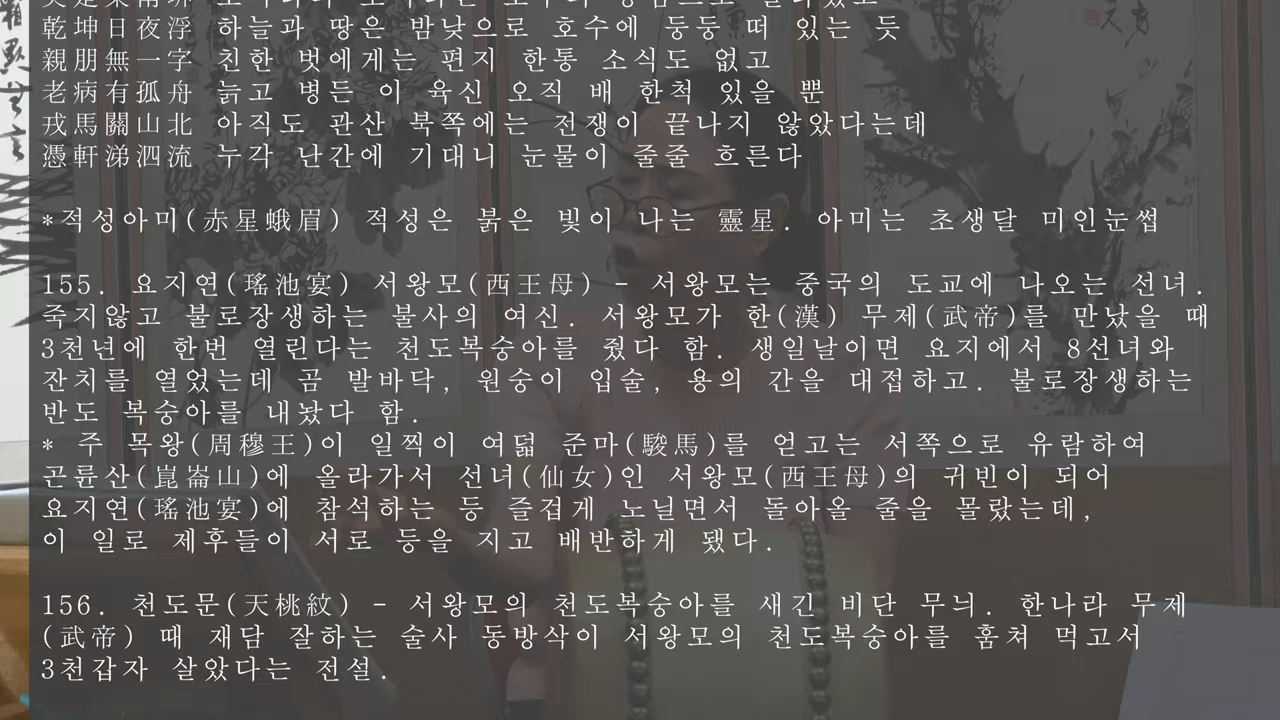 乾坤日夜浮 하늘과 땅은 밤낮으로 호수에 둥둥 떠 있는 듯
親朋無一字 친한 벗에게는 편지 한통 소식도 없고
老病有孤舟 늙고 병든 이 육신 오직 배 한척 있을 뿐
戎馬關山北 아직도 관산 북쪽에는 전쟁이 끝나지 않았다는데
憑軒涕泗流 누각 난간에 기대니 눈물이 줄줄 흐른다
*적성아미(赤星蛾眉) 적성은 붉은 빛이 나는 靈星. 아미는 초생달 미인눈썹
155. 요지연(瑤池宴) 서왕모(西王母) - 서왕모는 중국의 도교에 나오는 선녀.
죽지않고 불로장생하는 불사의 여신. 서왕모가 한(漢) 무제(武帝)를 만났을 때
3천년에 한번 열린다는 천도복숭아를 줬다 함. 생일날이면 요지에서 8선녀와
잔치를 열었는데 곰 발바닥, 원숭이 입술, 용의 간을 대접하고. 불로장생하는
반도 복숭아를 내놨다 함.
* 주 목왕(周穆王)이 일찍이 여덟 준마(駿馬)를 얻고는 서쪽으로 유람하여
곤륜산(崑崙山)에 올라가서 선녀(仙女)인 서왕모(西王母)의 귀빈이 되어
요지연(瑤池宴)에 참석하는 등 즐겁게 노닐면서 돌아올 줄을 몰랐는데,
이 일로 제후들이 서로 등을 지고 배반하게 됐다.
156. 천도문(天桃紋) - 서왕모의 천도복숭아를 새긴 비단 무늬. 한나라 무제
(武帝) 때 재담 잘하는 술사 동방삭이 서왕모의 천도복숭아를 훔쳐 먹고서
3천갑자 살았다는 전설.